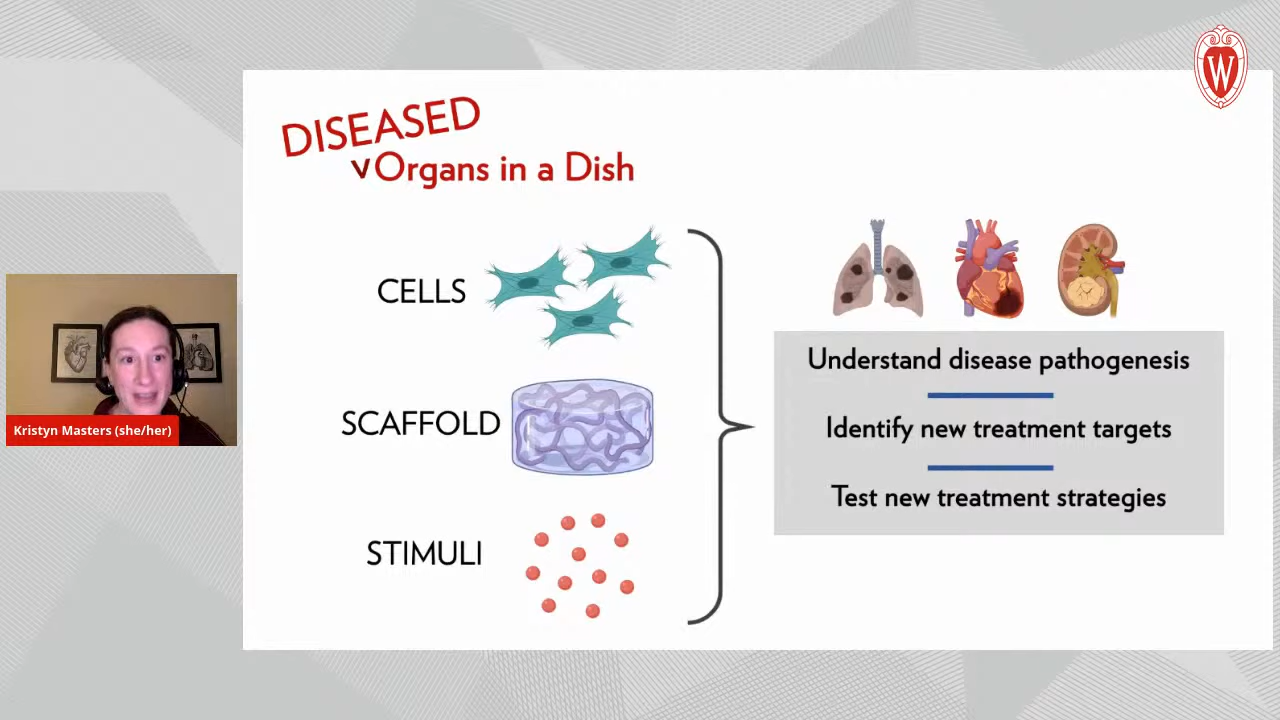 W
DISEASED
v Organs in a Dish
CELLS
SCAFFOLD
STIMULI
Understand disease pathogenesis
Identify new treatment targets
Test new treatment strategies
Kristyn Masters (she/her)